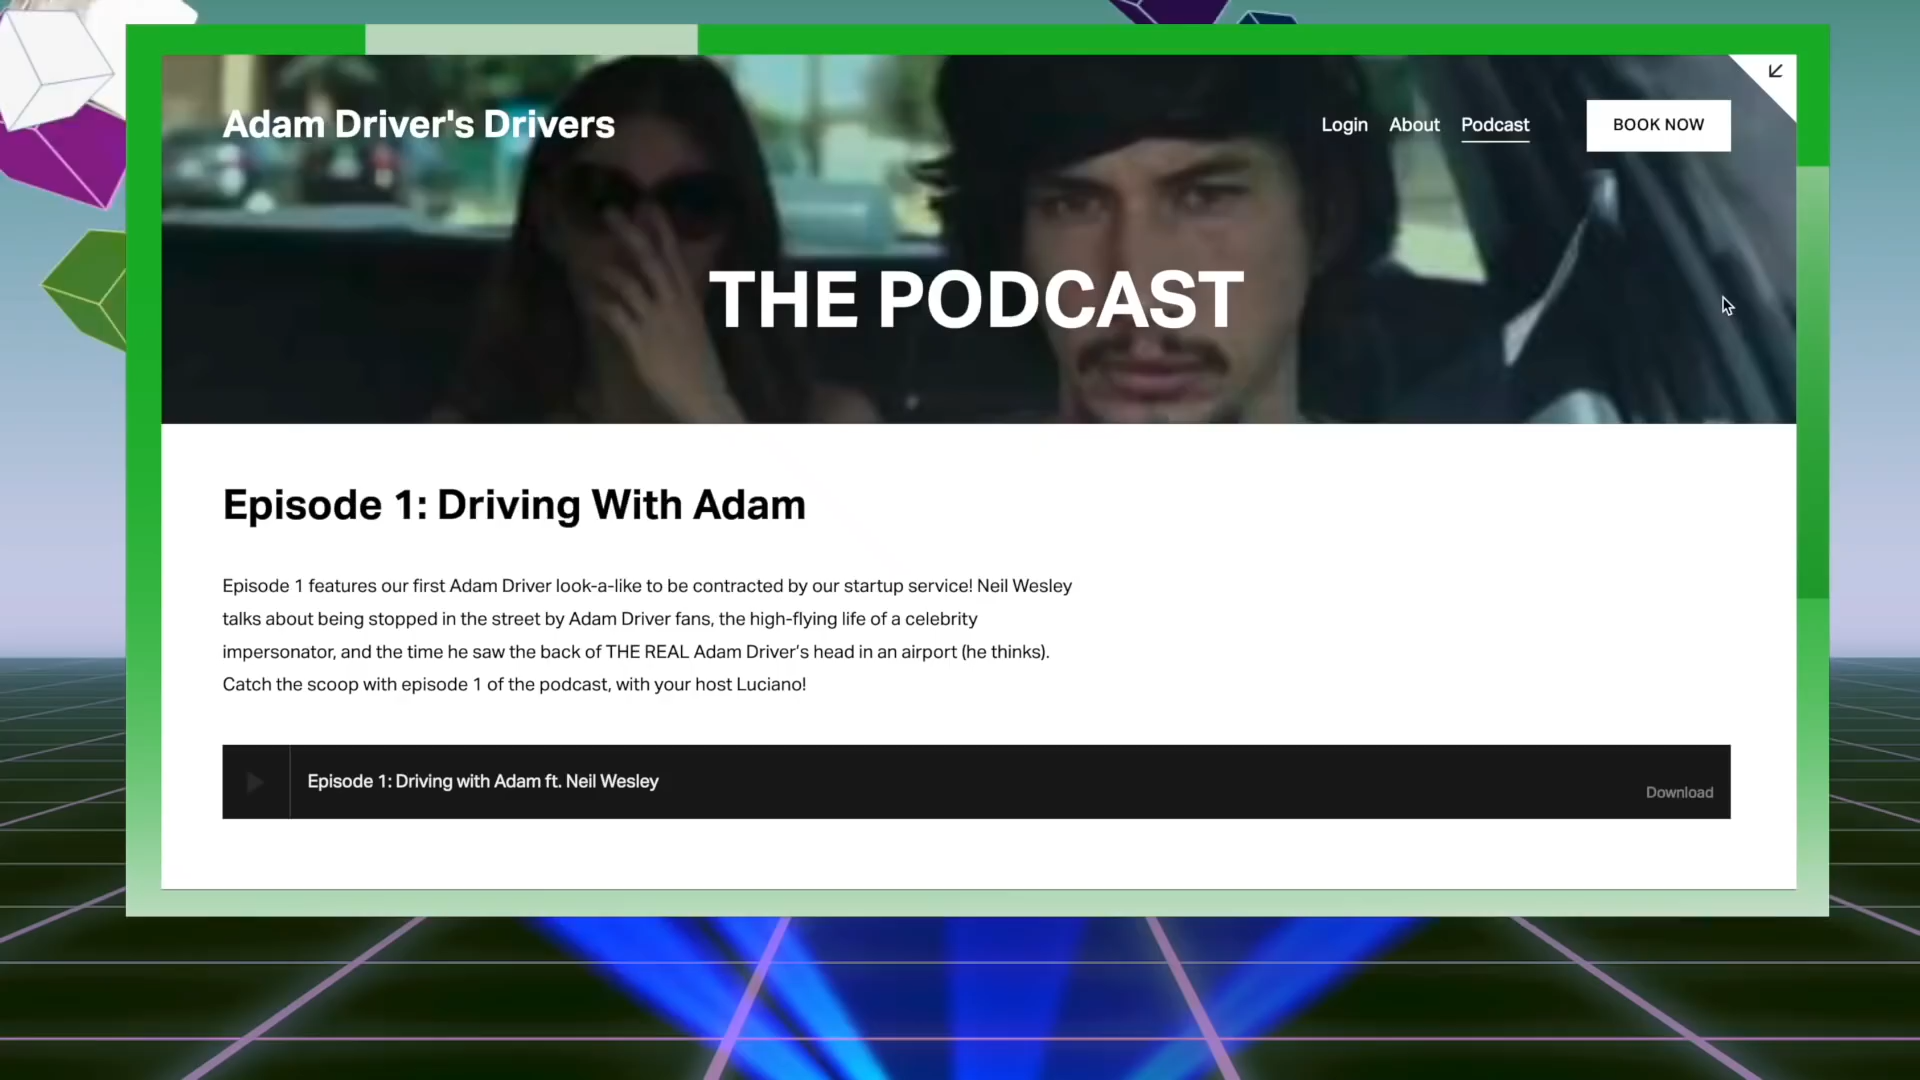 Adam Driver's Drivers
Login About Podcast BOOK NOW
THE PODCAST
Episode 1: Driving With Adam
Episode 1 features our first Adam Driver look-a-like to be contracted by our startup service! Neil Wesley
talks about being stopped in the street by Adam Driver fans, the high-flying life of a celebrity
impersonator, and the time he saw the back of THE REAL Adam Driver’s head in an airport (he thinks).
Catch the scoop with episode 1 of the podcast, with your host Luciano!
Episode 1: Driving with Adam ft. Neil Wesley
Download